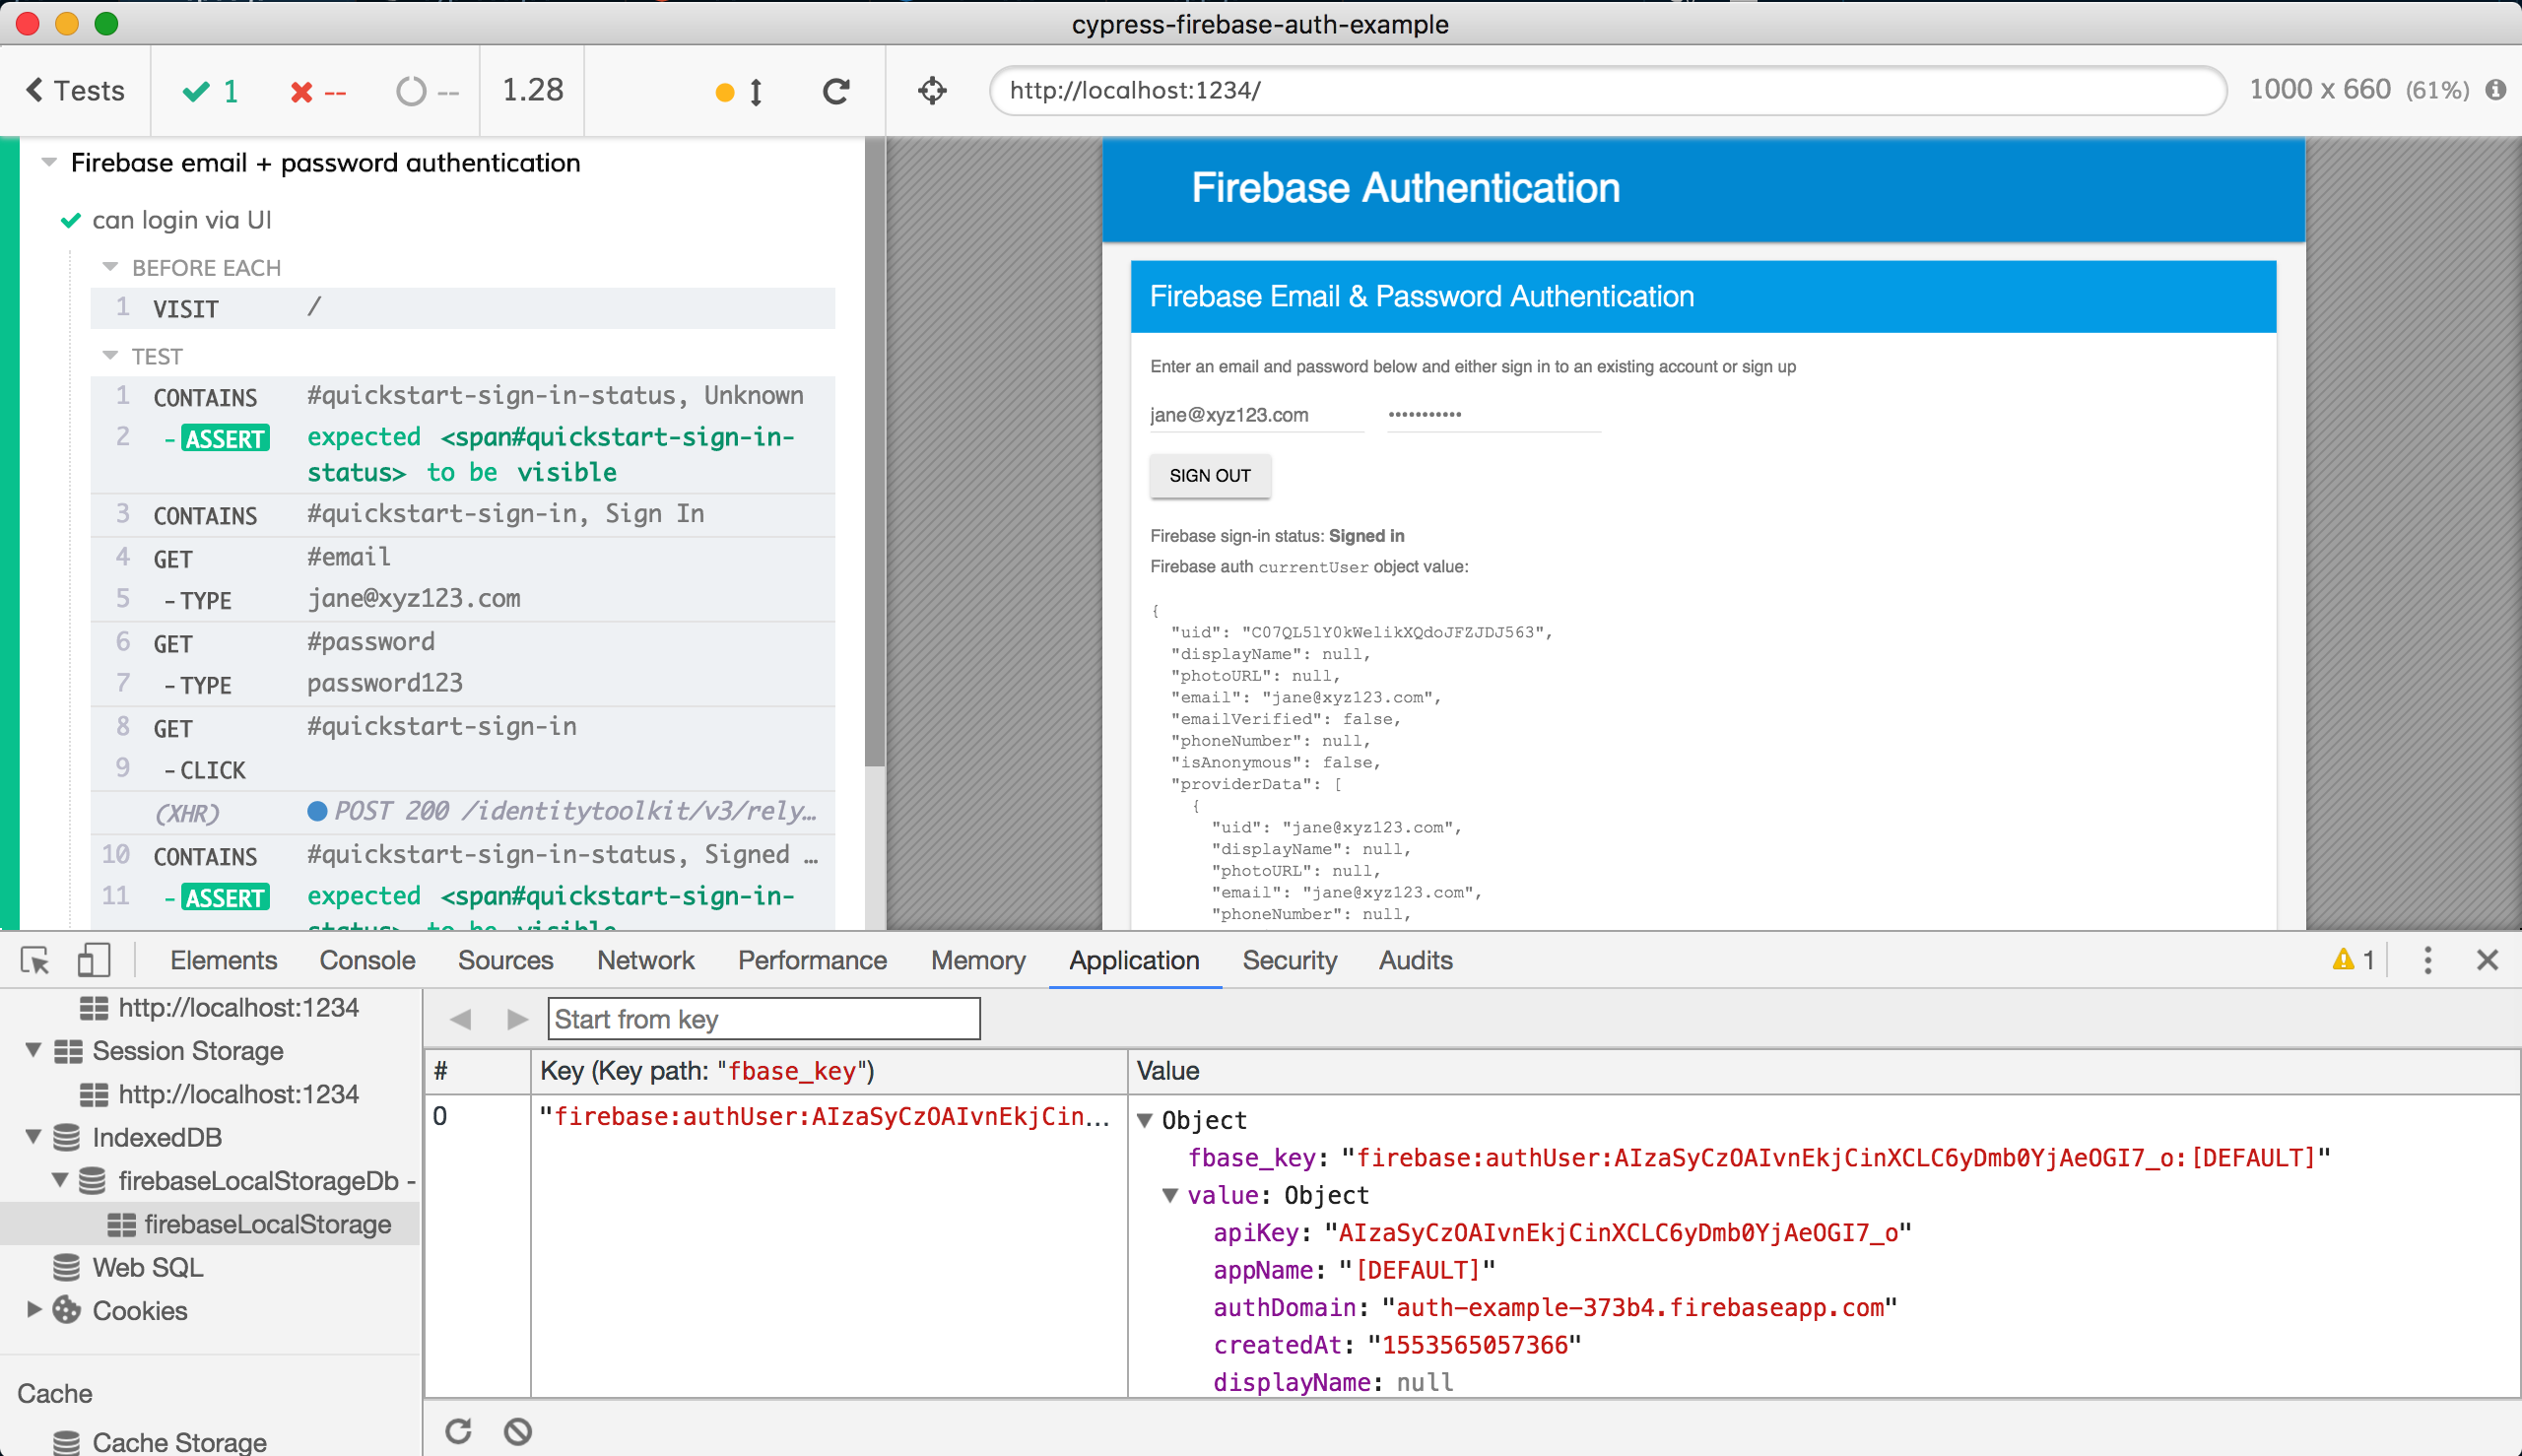 cypress-firebase-auth-example
Tests 1 -- -- 1.28 http://localhost:1234/ 1000 x 660 (61%)
Firebase email + password authentication
can login via UI
BEFORE EACH
1 VISIT /
TEST
1 CONTAINS #quickstart-sign-in-status, Unknown
2 -ASSERT expected <span#quickstart-sign-in-
status> to be visible
3 CONTAINS #quickstart-sign-in, Sign In
4 GET #email
5 -TYPE jane@xyz123.com
6 GET #password
7 -TYPE password123
8 GET #quickstart-sign-in
9 -CLICK
(XHR) POST 200 /identitytoolkit/v3/rely…
10 CONTAINS #quickstart-sign-in-status, Signed …
11 -ASSERT expected <span#quickstart-sign-in-
status> to be visible
Firebase Authentication
Firebase Email & Password Authentication
Enter an email and password below and either sign in to an existing account or sign up
jane@xyz123.com •••••••••••
SIGN OUT
Firebase sign-in status: Signed in
Firebase auth currentUser object value:
{
"uid": "C07QL5lY0kWelikXQdoJFZJDJ563",
"displayName": null,
"photoURL": null,
"email": "jane@xyz123.com",
"emailVerified": false,
"phoneNumber": null,
"isAnonymous": false,
"providerData": [
{
"uid": "jane@xyz123.com",
"displayName": null,
"photoURL": null,
"email": "jane@xyz123.com",
"phoneNumber": null,
Elements Console Sources Network Performance Memory Application Security Audits 1
http://localhost:1234
Session Storage
http://localhost:1234
IndexedDB
firebaseLocalStorageDb -
firebaseLocalStorage
Web SQL
Cookies
Cache
Cache Storage
Start from key
# Key (Key path: "fbase_key") Value
0 "firebase:authUser:AIzaSyCzOAIvnEkjCin…
Object
fbase_key: "firebase:authUser:AIzaSyCzOAIvnEkjCinXCLC6yDmb0YjAeOGI7_o:[DEFAULT]"
value: Object
apiKey: "AIzaSyCzOAIvnEkjCinXCLC6yDmb0YjAeOGI7_o"
appName: "[DEFAULT]"
authDomain: "auth-example-373b4.firebaseapp.com"
createdAt: "1553565057366"
displayName: null